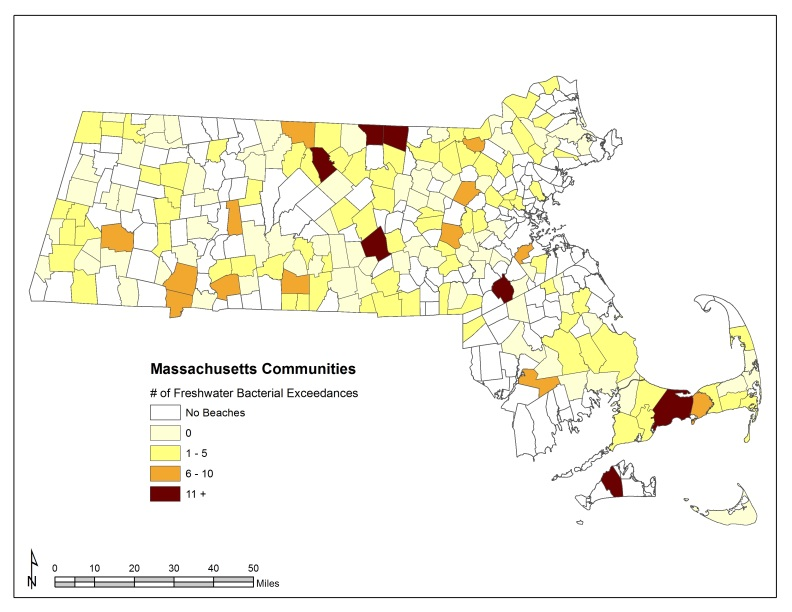 Massachusetts Communities
# of Freshwater Bacterial Exceedances
No Beaches
0
1 - 5
6 - 10
11 +
N
0 10 20 30 40 50
Miles